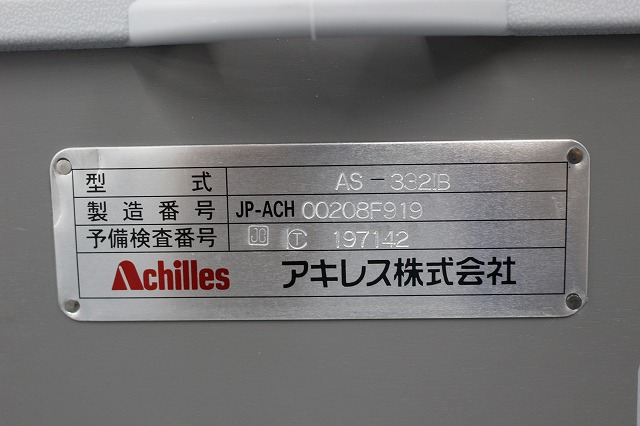 型 式 AS-332IB
製造番号 JP-ACH 00208F919
予備検査番号 JCI T 197142
Achilles アキレス株式会社